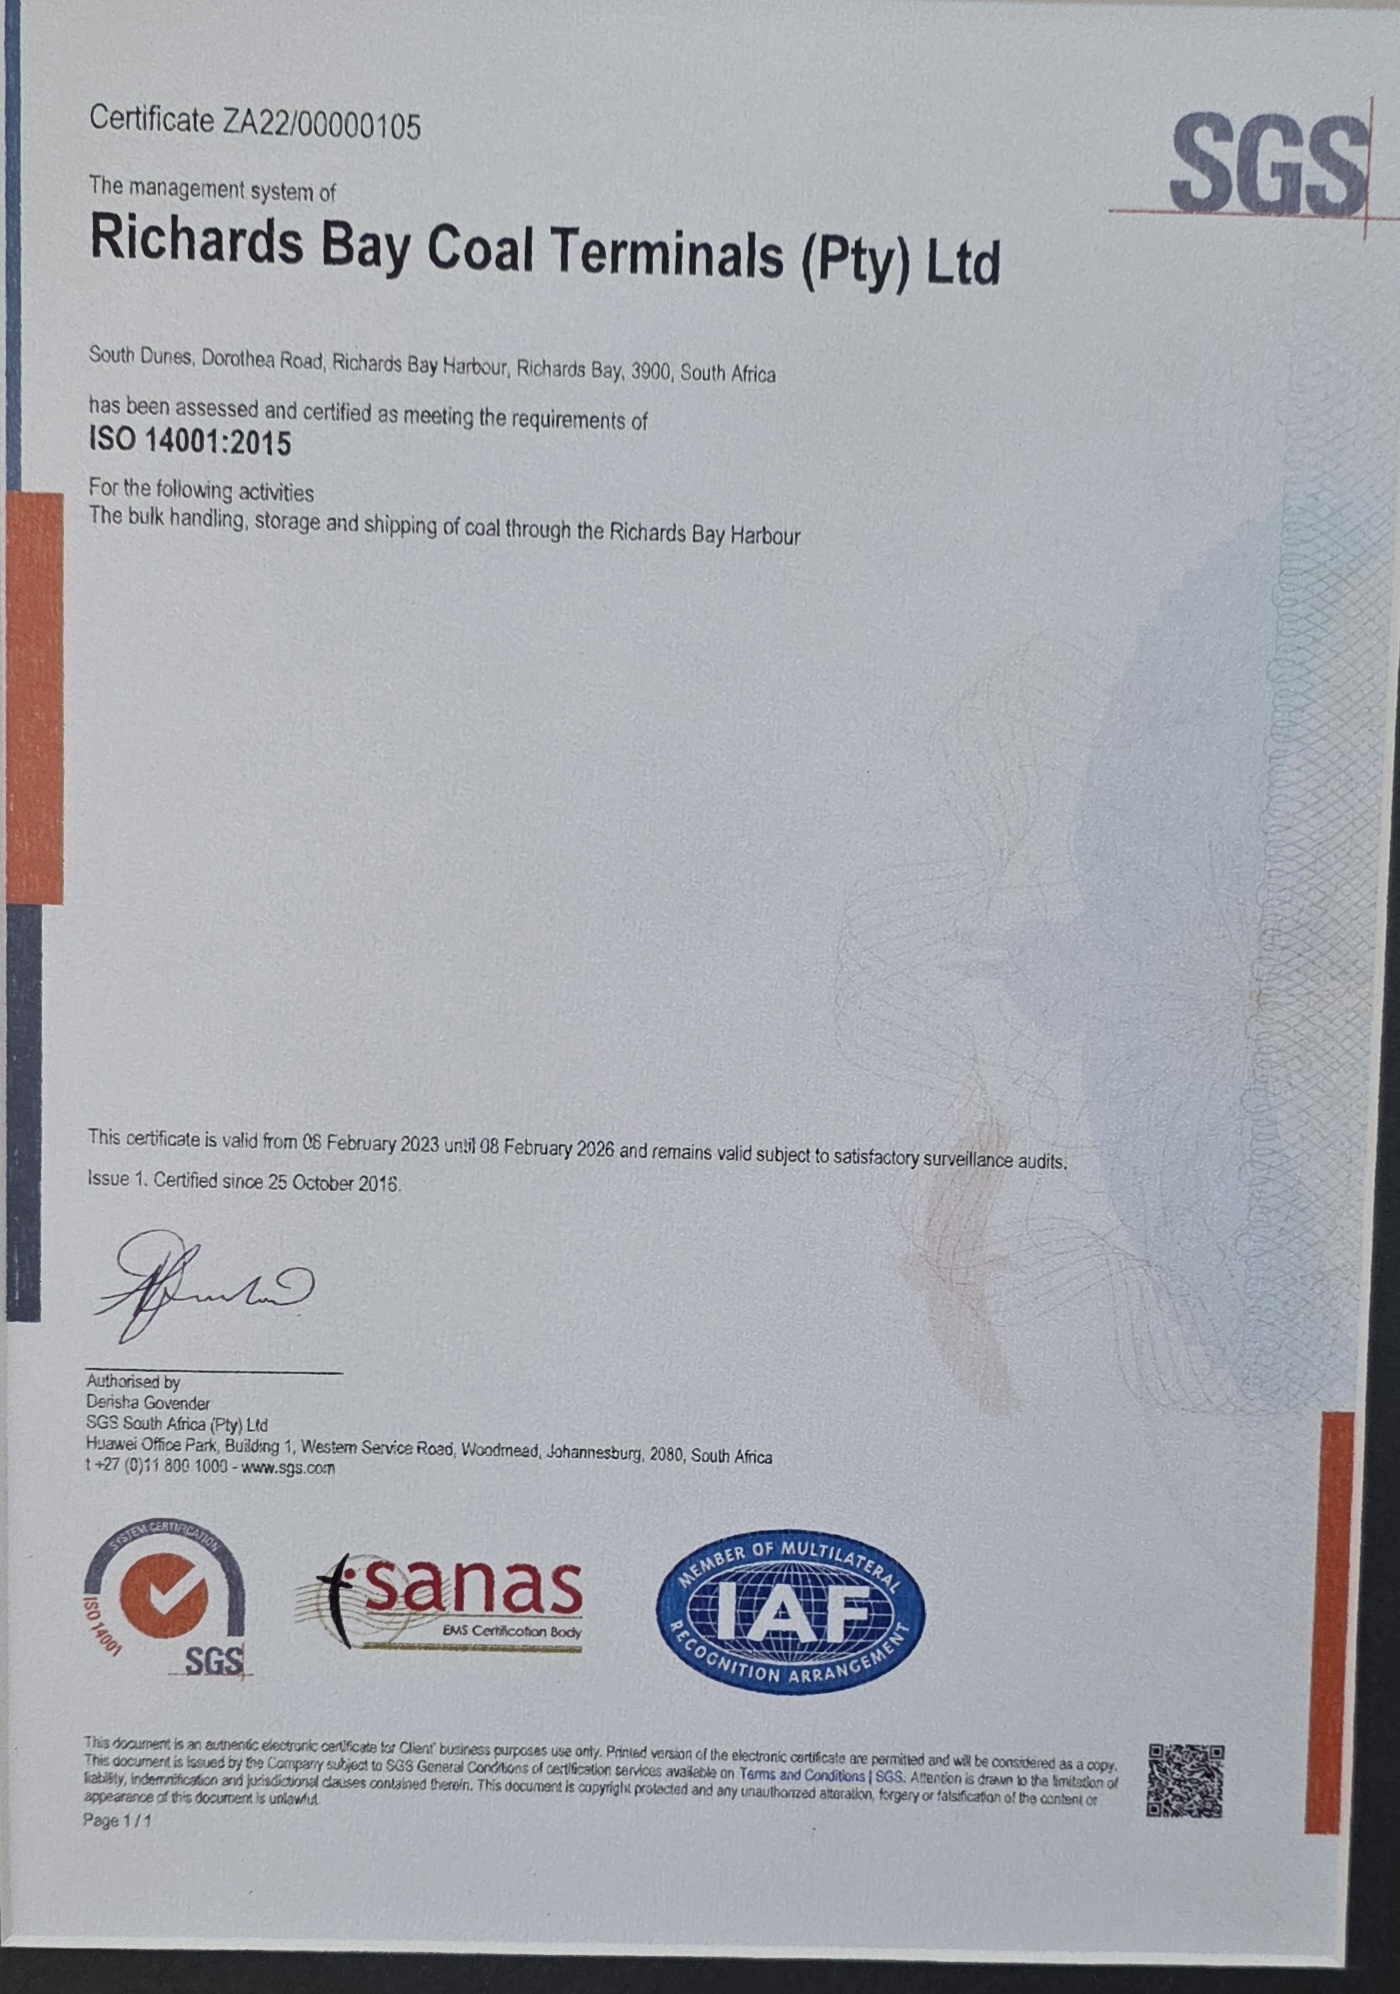 Certificate ZA22/00000105
SGS
The management system of
Richards Bay Coal Terminals (Pty) Ltd
South Dunes, Dorothea Road, Richards Bay Harbour, Richards Bay, 3900, South Africa
has been assessed and certified as meeting the requirements of
ISO 14001:2015
For the following activities
The bulk handling, storage and shipping of coal through the Richards Bay Harbour
This certificate is valid from 08 February 2023 until 08 February 2026 and remains valid subject to satisfactory surveillance audits.
Issue 1. Certified since 25 October 2016.
Authorised by
Derisha Govender
SGS South Africa (Pty) Ltd
Huawei Office Park, Building 1, Western Service Road, Woodmead, Johannesburg, 2080, South Africa
t +27 (0)11 800 1000 - www.sgs.com
SYSTEM CERTIFICATION
ISO 14001
SGS
sanas
EMS Certification Body
MEMBER OF MULTILATERAL
IAF
RECOGNITION ARRANGEMENT
This document is an authentic electronic certificate for Client' business purposes use only. Printed version of the electronic certificate are permitted and will be considered as a copy.
This document is issued by the Company subject to SGS General Conditions of certification services available on Terms and Conditions | SGS. Attention is drawn to the limitation of
liability, indemnification and jurisdictional clauses contained therein. This document is copyright protected and any unauthorized alteration, forgery or falsification of the content or
appearance of this document is unlawful.
Page 1 / 1